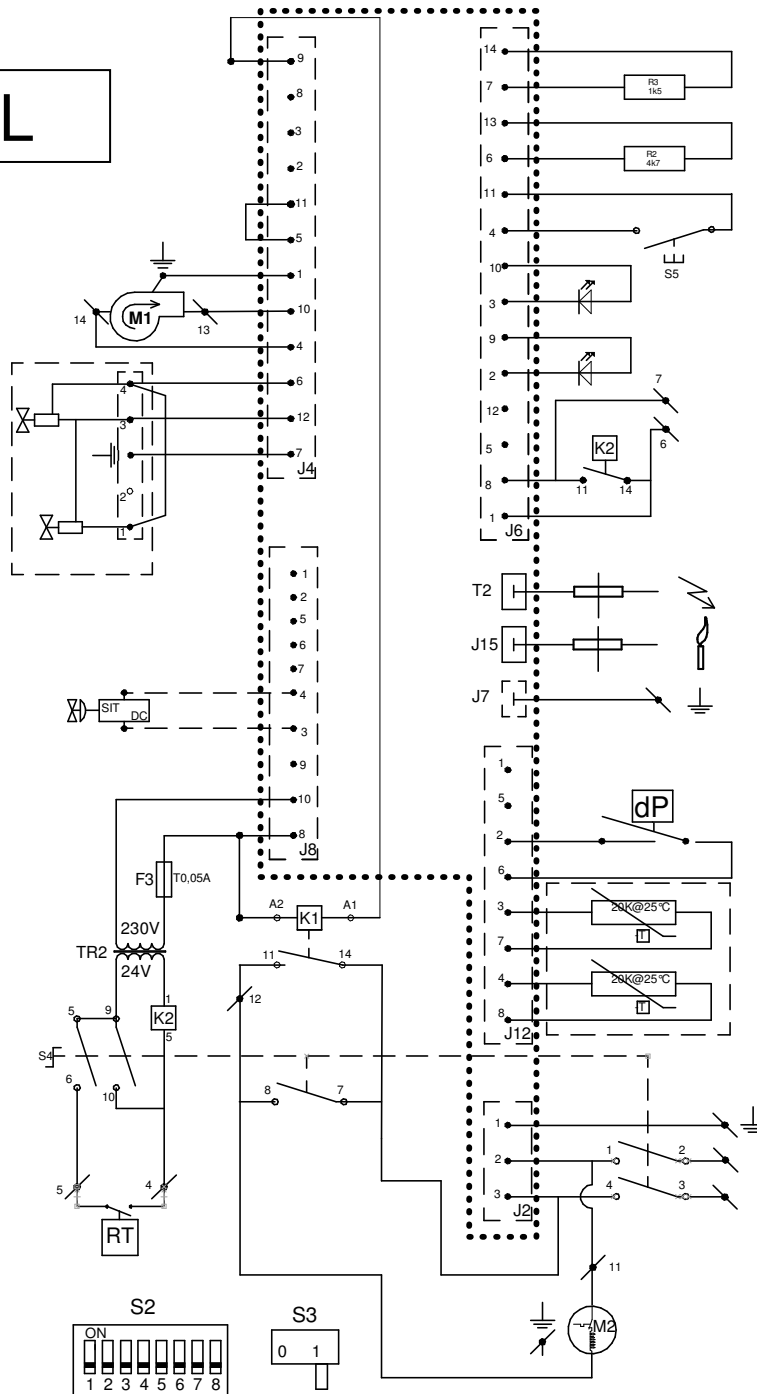 L
9
8
3
2
11
5
1
10
4
6
12
7
J4
14
M1
13
4
3
2
1
14
7
R3
1k5
13
6
R2
4k7
11
4
S5
10
3
9
2
12
5
8
1
J6
7
6
K2
11
14
T2
J15
J7
1
2
5
6
7
4
3
9
10
8
J8
SIT
DC
1
5
2
6
3
7
4
8
J12
dP
20K@25°C
T
20K@25°C
T
F3
T0,05A
230V
TR2
24V
A2
K1
A1
11
14
12
5
9
1
K2
5
S4
6
10
8
7
5
4
RT
1
2
3
J2
1
2
4
3
11
M2
S2
ON
1 2 3 4 5 6 7 8
S3
0 1